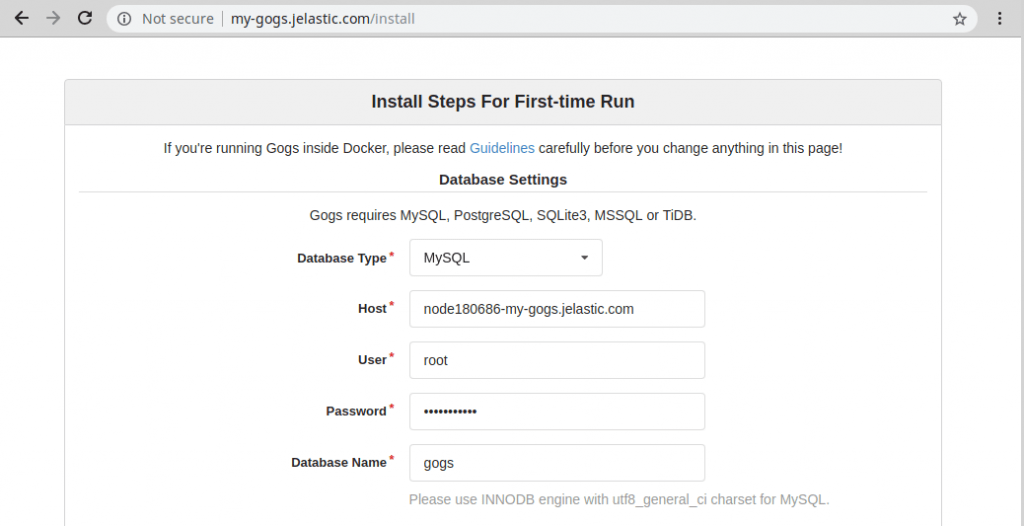 Not secure | my-gogs.jelastic.com/install
Install Steps For First-time Run
If you're running Gogs inside Docker, please read Guidelines carefully before you change anything in this page!
Database Settings
Gogs requires MySQL, PostgreSQL, SQLite3, MSSQL or TiDB.
Database Type* MySQL
Host* node180686-my-gogs.jelastic.com
User* root
Password* •••••••••••
Database Name* gogs
Please use INNODB engine with utf8_general_ci charset for MySQL.